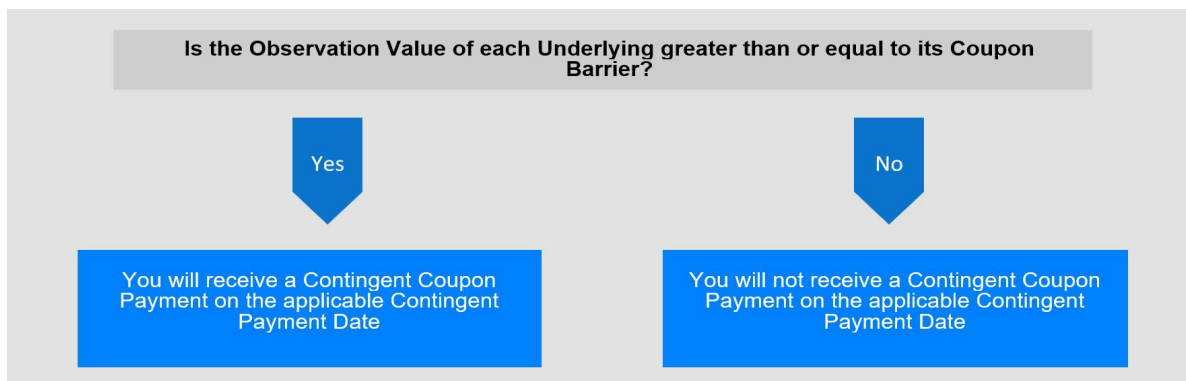 Is the Observation Value of each Underlying greater than or equal to its Coupon
Barrier?
Yes
No
You will receive a Contingent Coupon
Payment on the applicable Contingent
Payment Date
You will not receive a Contingent Coupon
Payment on the applicable Contingent
Payment Date